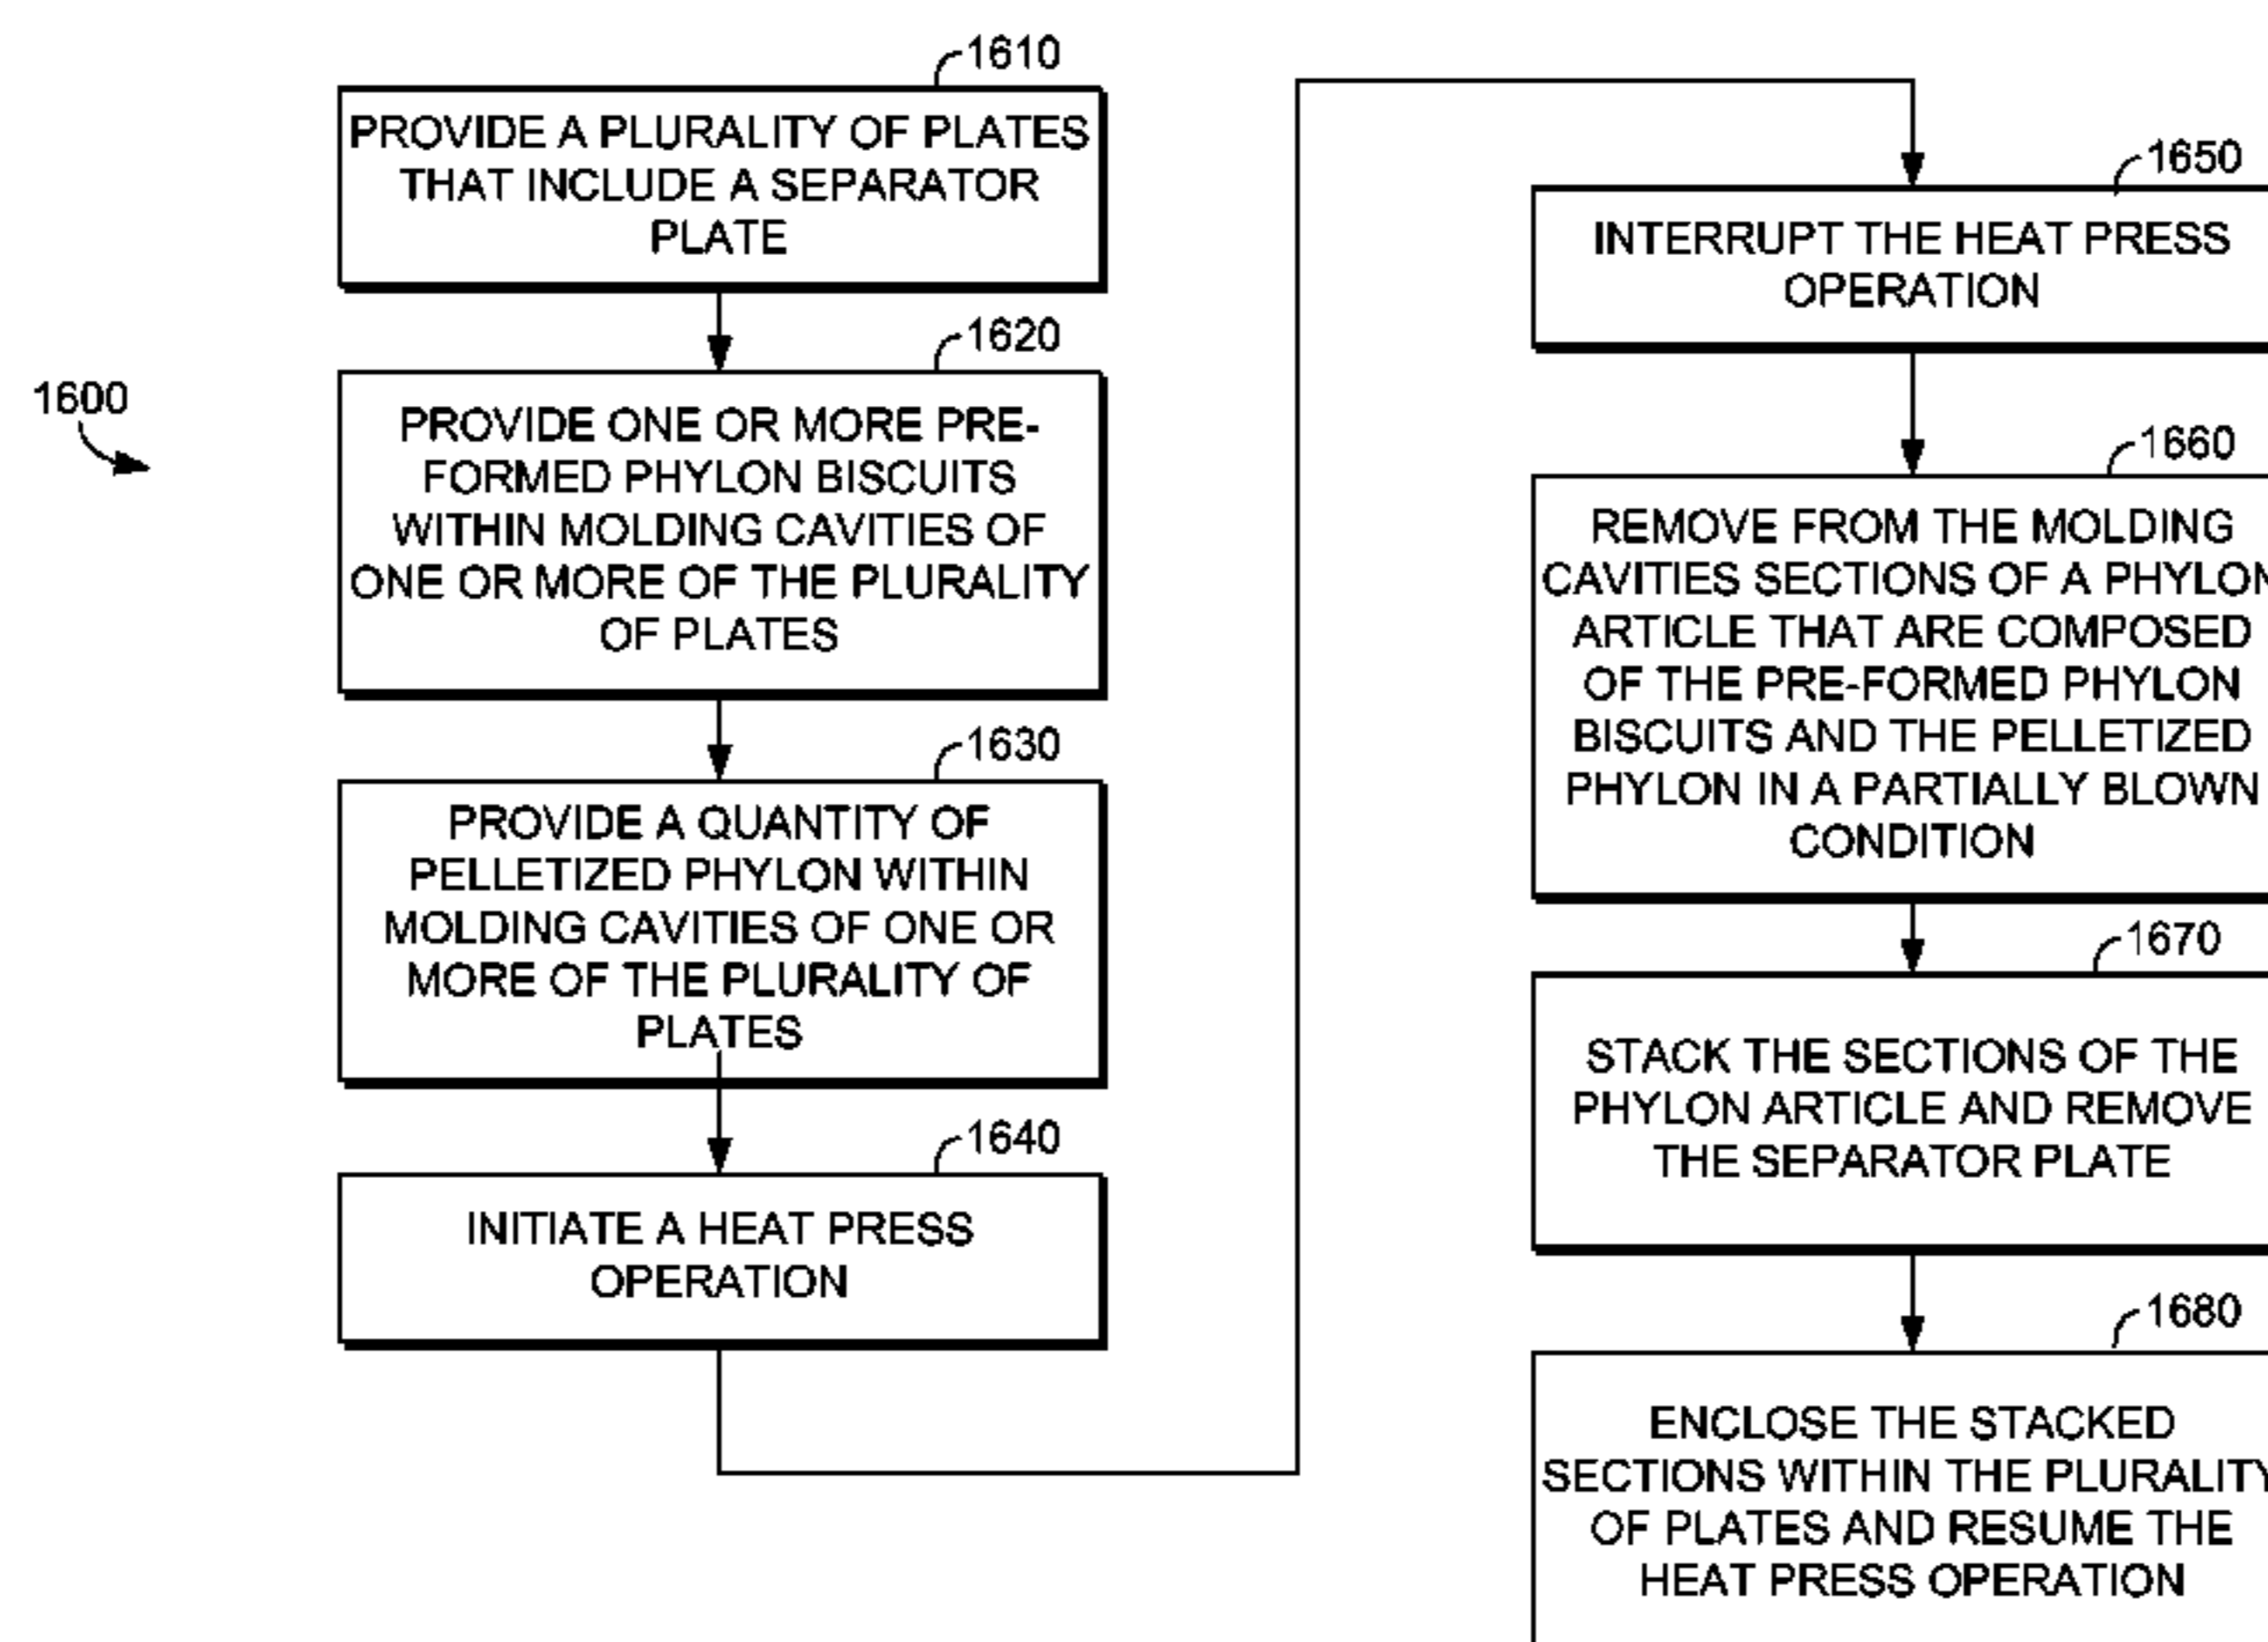 1600
1610
PROVIDE A PLURALITY OF PLATES
THAT INCLUDE A SEPARATOR
PLATE
1620
PROVIDE ONE OR MORE PRE-
FORMED PHYLON BISCUITS
WITHIN MOLDING CAVITIES OF
ONE OR MORE OF THE PLURALITY
OF PLATES
1630
PROVIDE A QUANTITY OF
PELLETIZED PHYLON WITHIN
MOLDING CAVITIES OF ONE OR
MORE OF THE PLURALITY OF
PLATES
1640
INITIATE A HEAT PRESS
OPERATION
1650
INTERRUPT THE HEAT PRESS
OPERATION
1660
REMOVE FROM THE MOLDING
CAVITIES SECTIONS OF A PHYLON
ARTICLE THAT ARE COMPOSED
OF THE PRE-FORMED PHYLON
BISCUITS AND THE PELLETIZED
PHYLON IN A PARTIALLY BLOWN
CONDITION
1670
STACK THE SECTIONS OF THE
PHYLON ARTICLE AND REMOVE
THE SEPARATOR PLATE
1680
ENCLOSE THE STACKED
SECTIONS WITHIN THE PLURALITY
OF PLATES AND RESUME THE
HEAT PRESS OPERATION